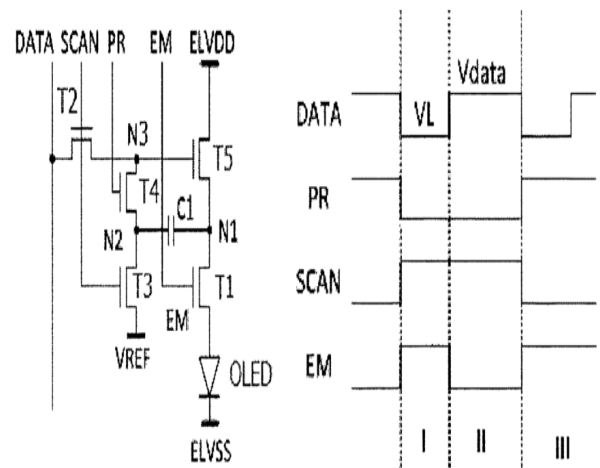 DATA SCAN PR EM ELVDD
T2
N3
T5
T4
C1
N2
N1
T3
T1
EM
VREF
OLED
ELVSS
Vdata
DATA
VL
PR
SCAN
EM
I II III